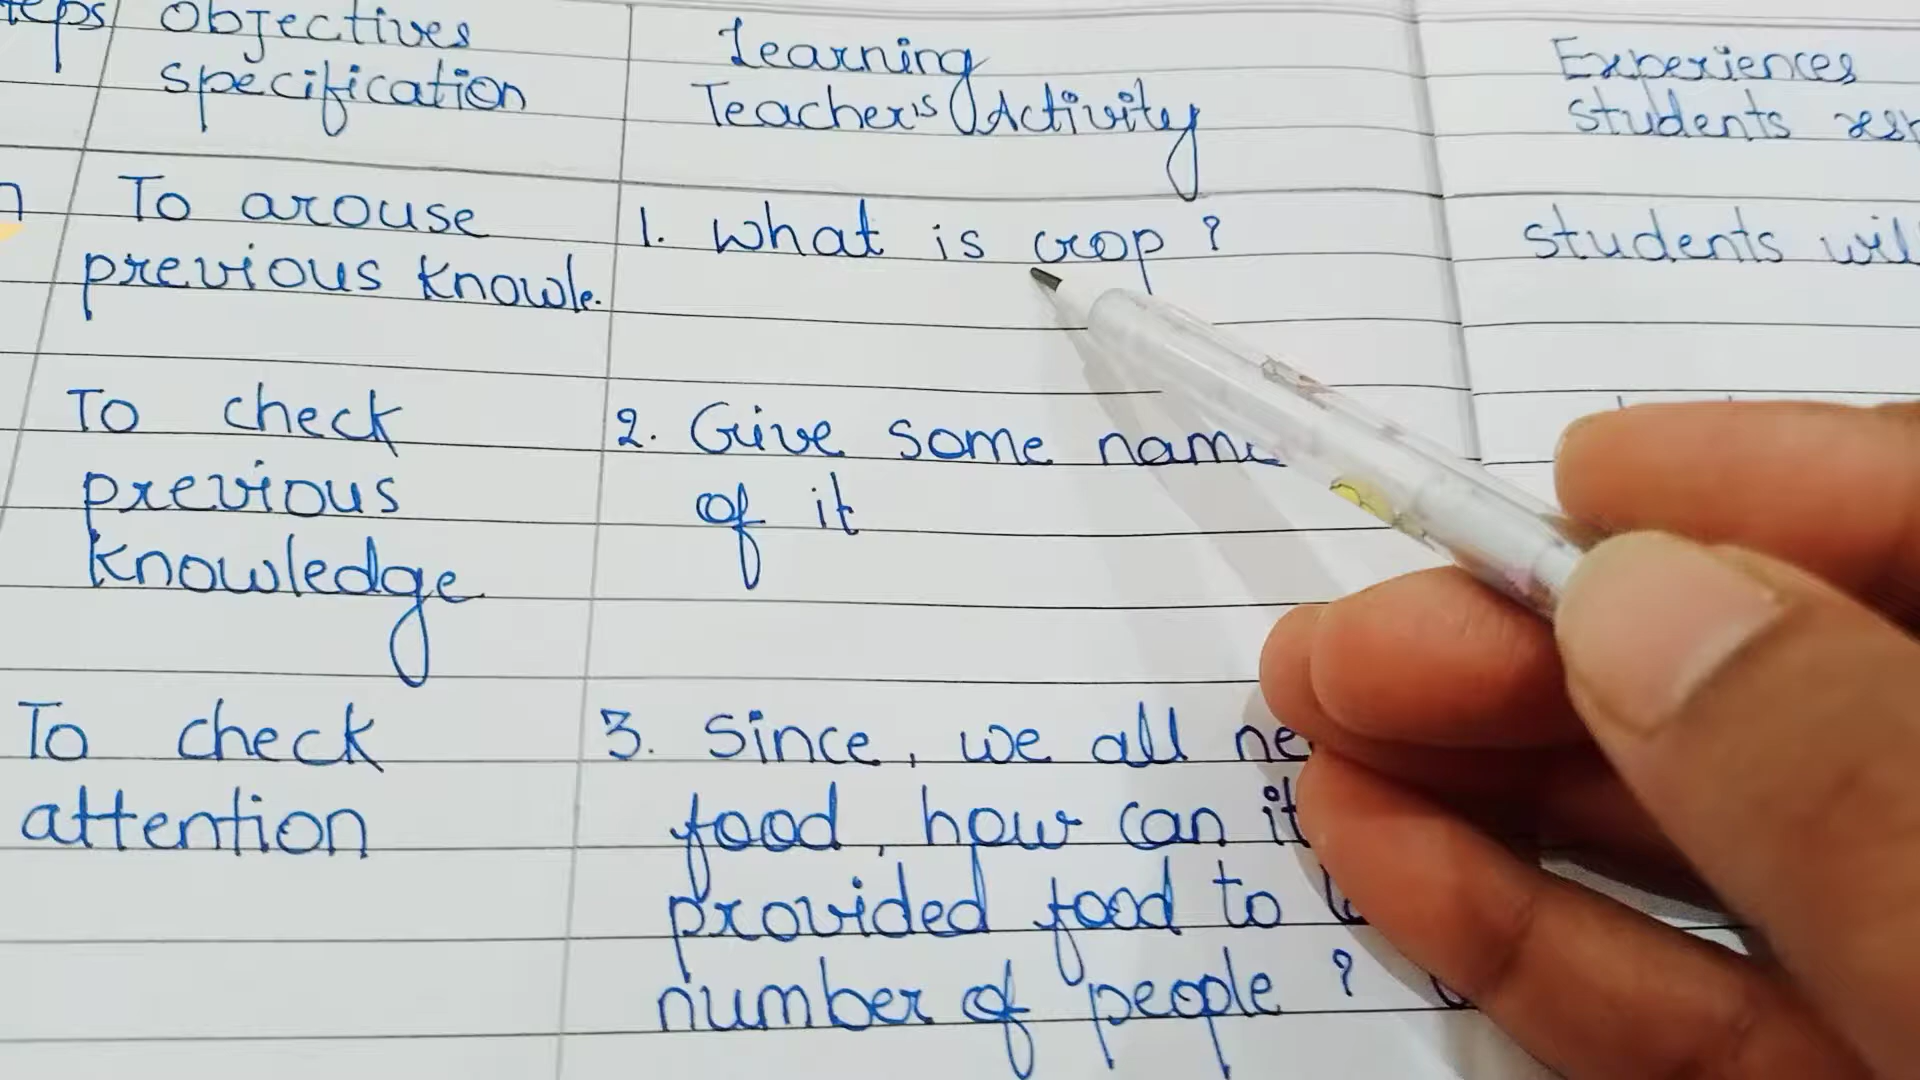 Objectives
specification
Learning
Teacher's Activity
Experiences
students
To arouse
previous knowle.
1. What is crop ?
students
To check
previous
knowledge
2. Give some
of it
To check
attention
3. Since, we all
food, how can it
provided food to
number of people ?